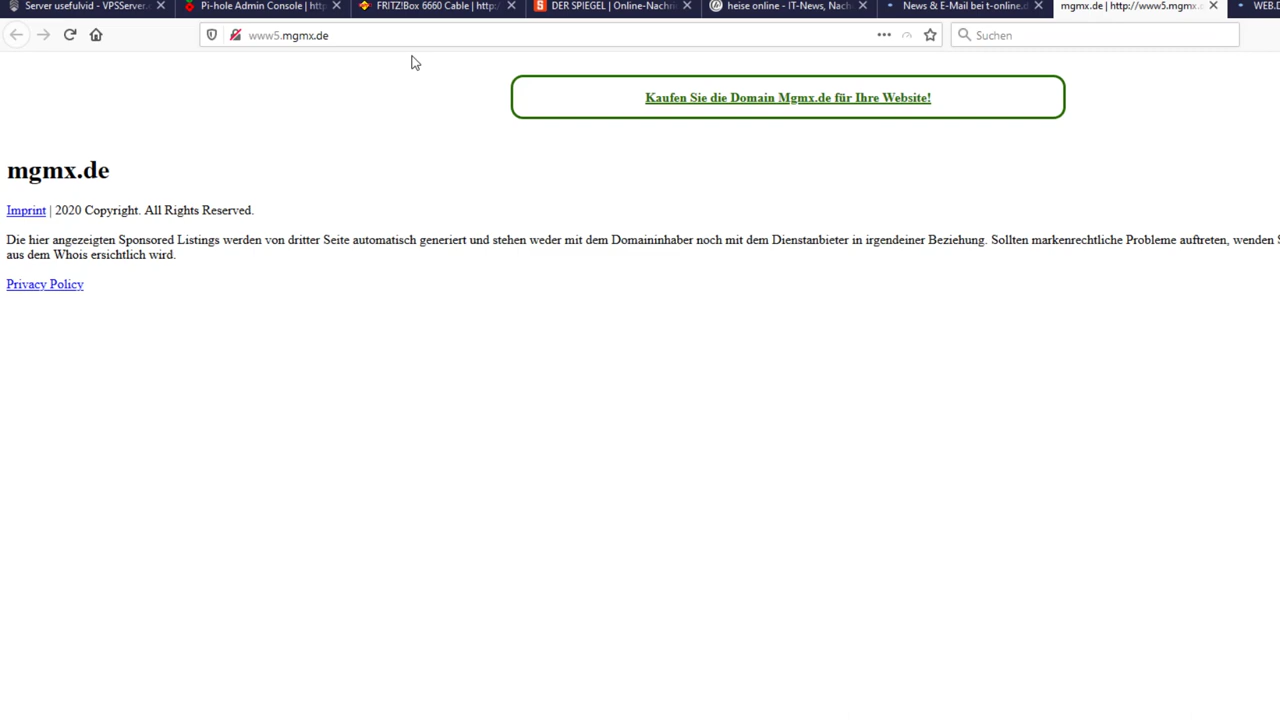 Server usefulvid - VPSServer.
Pi-hole Admin Console | http
FRITZ!Box 6660 Cable | http:/
DER SPIEGEL | Online-Nachri
heise online - IT-News, Nach
News & E-Mail bei t-online.d
mgmx.de | http://www5.mgmx.
WEB.D
www5.mgmx.de
Suchen
Kaufen Sie die Domain Mgmx.de für Ihre Website!
mgmx.de
Imprint | 2020 Copyright. All Rights Reserved.
Die hier angezeigten Sponsored Listings werden von dritter Seite automatisch generiert und stehen weder mit dem Domaininhaber noch mit dem Dienstanbieter in irgendeiner Beziehung. Sollten markenrechtliche Probleme auftreten, wenden S
aus dem Whois ersichtlich wird.
Privacy Policy